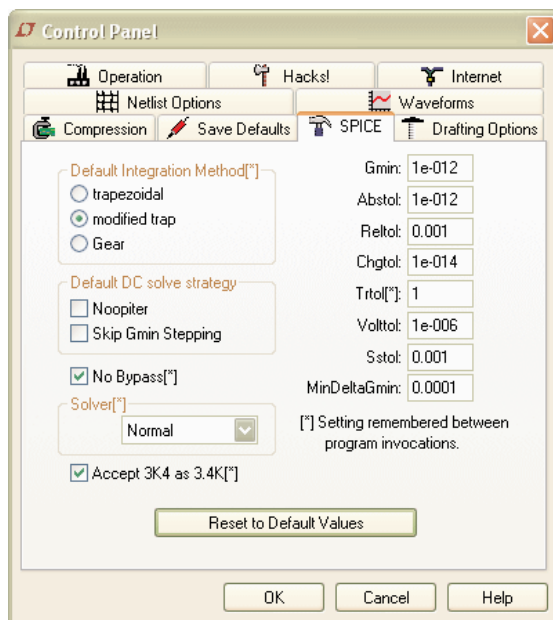 Control Panel
Operation
Hacks!
Internet
Netlist Options
Waveforms
Compression
Save Defaults
SPICE
Drafting Options
Default Integration Method[*]
trapezoidal
modified trap
Gear
Default DC solve strategy
Noopiter
Skip Gmin Stepping
No Bypass[*]
Solver[*]
Normal
Accept 3K4 as 3.4K[*]
Gmin: 1e-012
Abstol: 1e-012
Reltol: 0.001
Chgtol: 1e-014
Trtol[*]: 1
Volttol: 1e-006
Sstol: 0.001
MinDeltaGmin: 0.0001
[*] Setting remembered between
program invocations.
Reset to Default Values
OK
Cancel
Help